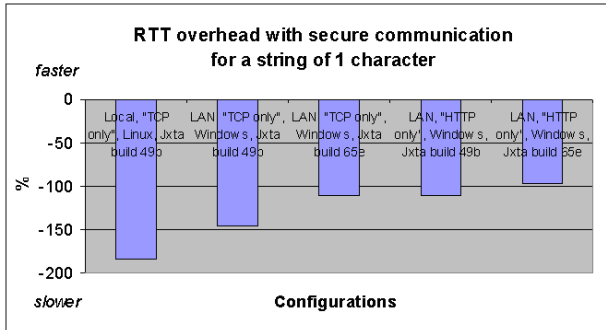 RTT overhead with secure communication
for a string of 1 character
faster
0
-50
-100
-150
-200
%
Local, "TCP
only", Linux, Jxta
build 49b
LAN, "TCP only",
Windows, Jxta
build 49b
LAN, "TCP only",
Windows, Jxta
build 65e
LAN, "HTTP
only", Windows,
Jxta build 49b
LAN, "HTTP
only", Windows,
Jxta build 65e
slower
Configurations